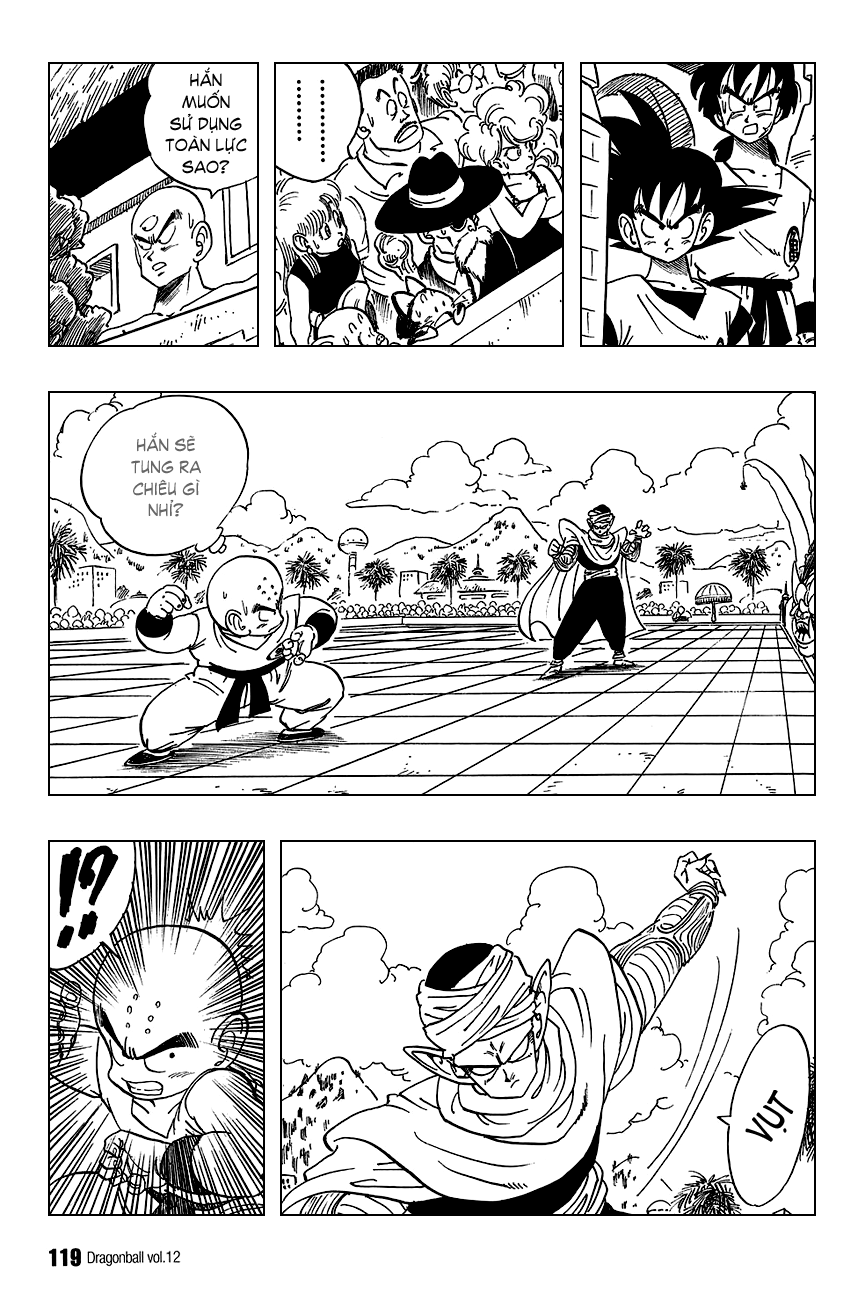 HẮN
MUỐN
SỬ DỤNG
TOÀN LỰC
SAO?
HẮN SẼ
TUNG RA
CHIÊU GÌ
NHỈ?
!?
VỤT
119 Dragonball vol.12